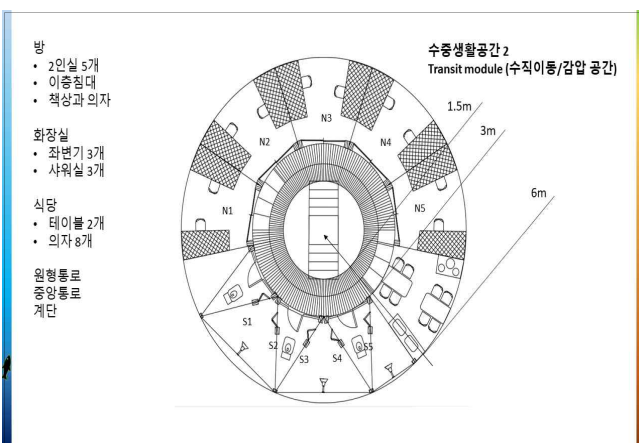 방
• 2인실 5개
• 이층침대
• 책상과 의자
화장실
• 좌변기 3개
• 샤워실 3개
식당
• 테이블 2개
• 의자 8개
원형통로
중앙통로
계단
수중생활공간 2
Transit module (수직이동/감압 공간)
1.5m
3m
6m
N3
N2
N4
N1
N5
S1
S2
S3
S4
S5